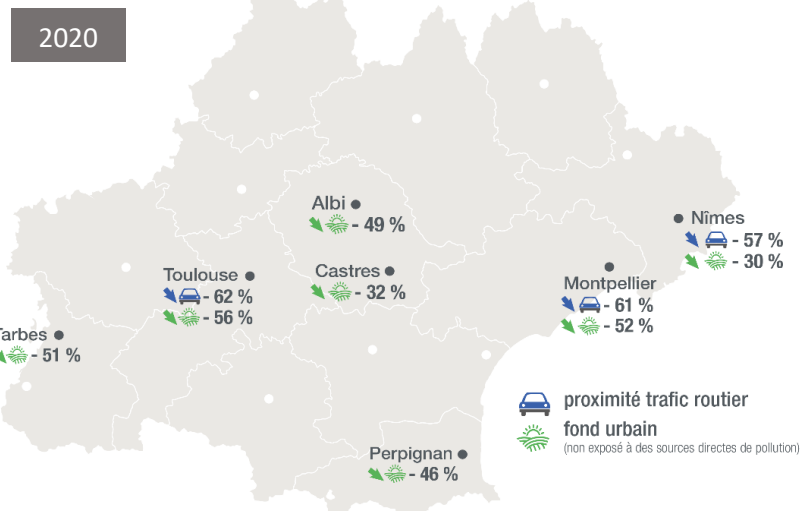 2020
Albi
- 49 %
Nîmes
- 57 %
- 30 %
Toulouse
- 62 %
- 56 %
Castres
- 32 %
Montpellier
- 61 %
- 52 %
Tarbes
- 51 %
proximité trafic routier
fond urbain
(non exposé à des sources directes de pollution)
Perpignan
- 46 %